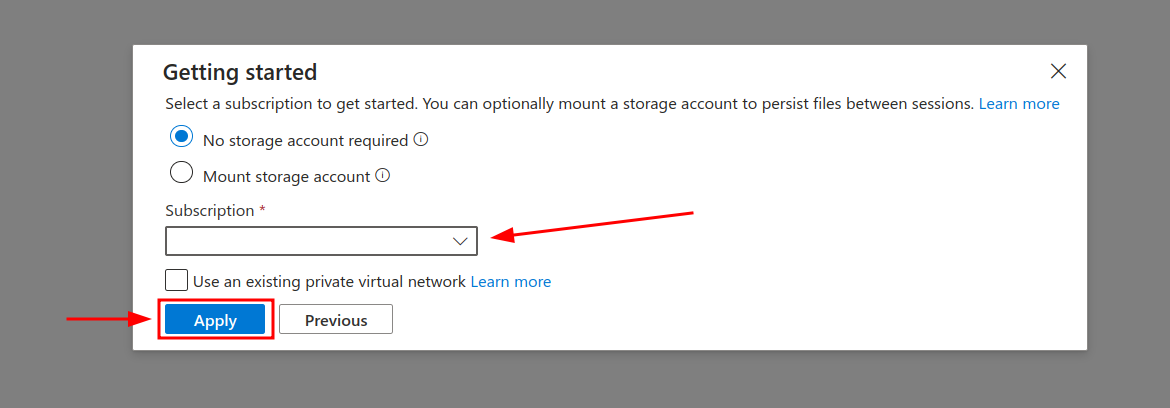 Getting started
Select a subscription to get started. You can optionally mount a storage account to persist files between sessions. Learn more
No storage account required
Mount storage account
Subscription *
Use an existing private virtual network Learn more
Apply Previous